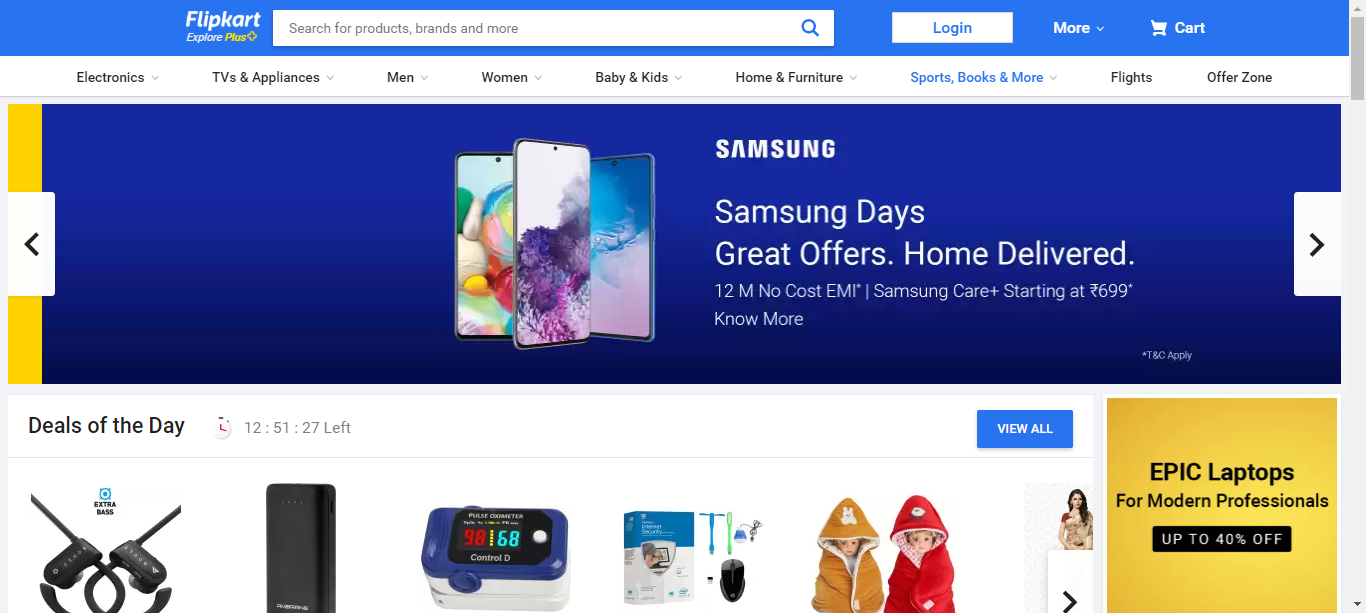 Flipkart
Explore Plus
Search for products, brands and more
Login
More
Cart
Electronics
TVs & Appliances
Men
Women
Baby & Kids
Home & Furniture
Sports, Books & More
Flights
Offer Zone
SAMSUNG
Samsung Days
Great Offers. Home Delivered.
12 M No Cost EMI* | Samsung Care+ Starting at ₹699*
Know More
*T&C Apply
Deals of the Day
12 : 51 : 27 Left
VIEW ALL
EXTRA
BASS
AMBRANE
PULSE OXIMETER
98 68
Control D
Internet
Security
EPIC Laptops
For Modern Professionals
UP TO 40% OFF